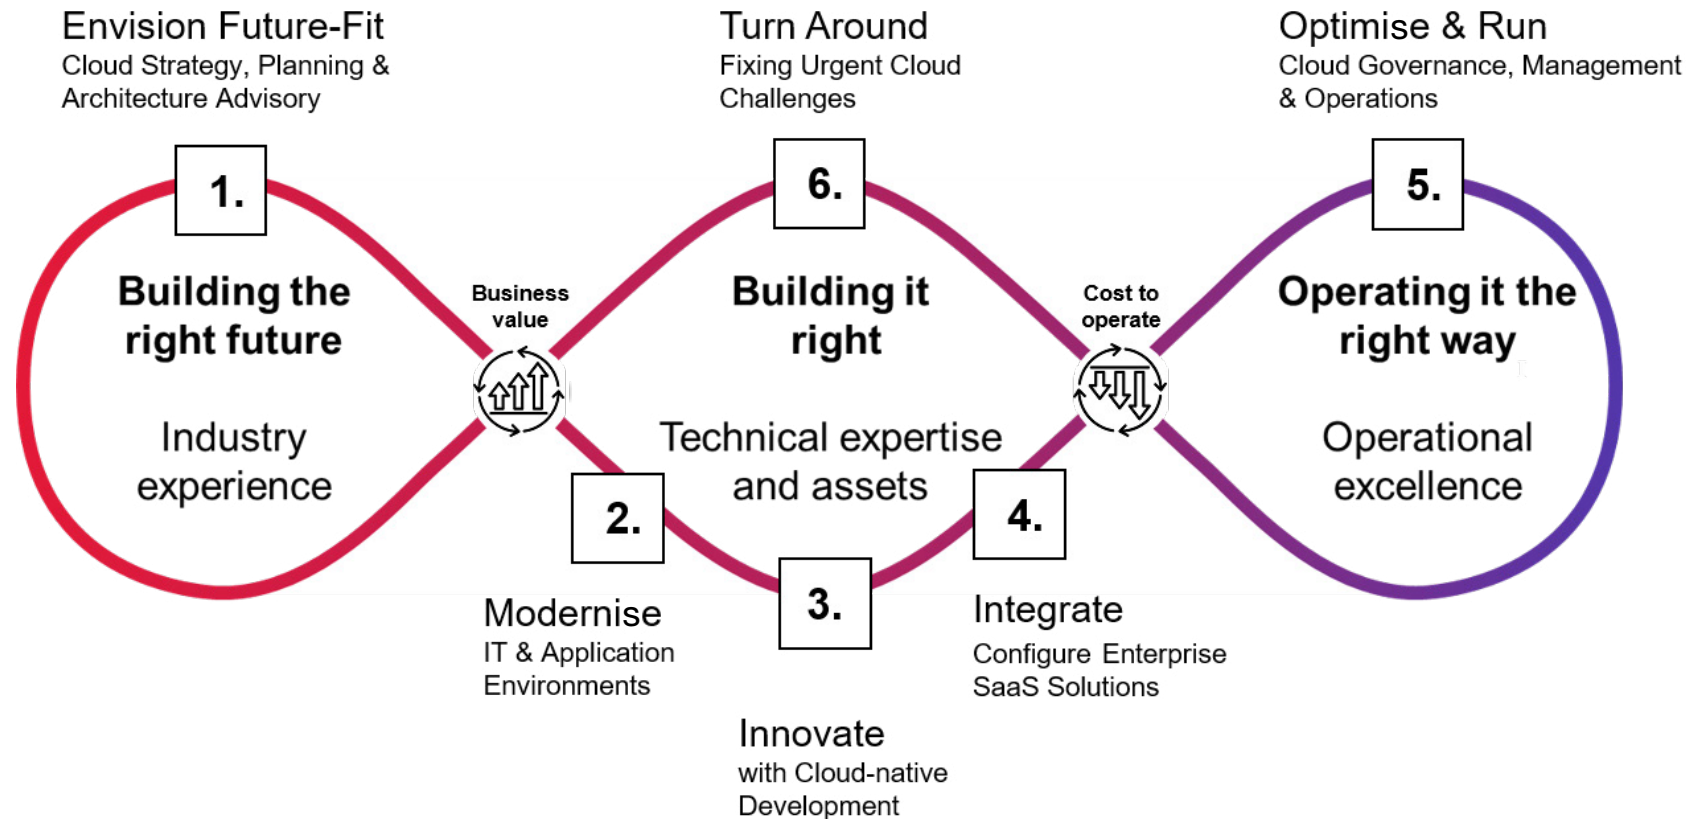 Envision Future-Fit
Cloud Strategy, Planning &
Architecture Advisory
Turn Around
Fixing Urgent Cloud
Challenges
Optimise & Run
Cloud Governance, Management
& Operations
1.
6.
5.
Building the
right future
Industry
experience
Business
value
Building it
right
Technical expertise
and assets
Cost to
operate
Operating it the
right way
Operational
excellence
2.
Modernise
IT & Application
Environments
3.
Innovate
with Cloud-native
Development
4.
Integrate
Configure Enterprise
SaaS Solutions